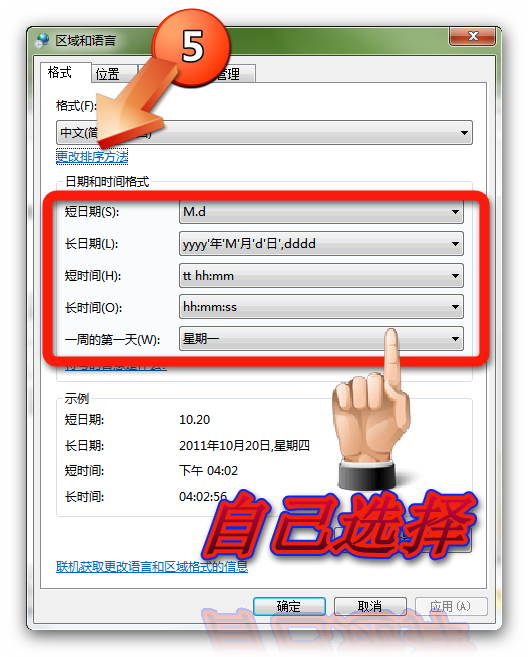 区域和语言
5
格式 位置 管理
格式(F):
中文(简
更改排序方法
日期和时间格式
短日期(S): M.d
长日期(L): yyyy'年'M'月'd'日',dddd
短时间(H): tt hh:mm
长时间(O): hh:mm:ss
一周的第一天(W): 星期一
示例
短日期: 10.20
长日期: 2011年10月20日,星期四
短时间: 下午 04:02
长时间: 04:02:56
自己选择
联机获取更改语言和区域格式的信息
确定 取消 应用(A)